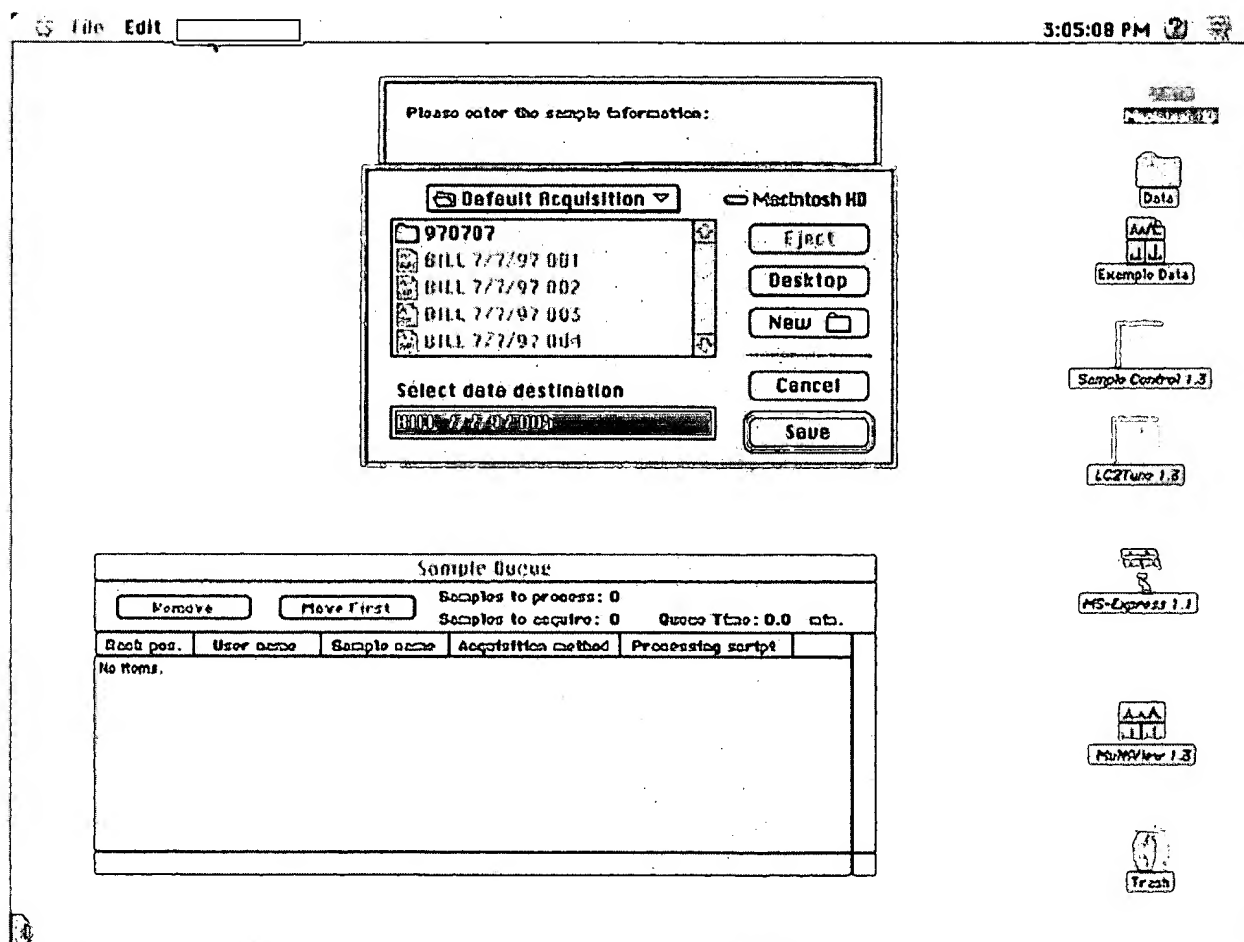 File Edit
3:05:08 PM
Please enter the sample information:
Default Acquisition
Macintosh HD
970707
BILL 7/7/97 001
BILL 7/7/97 002
BILL 7/7/97 003
BILL 7/7/97 004
Eject
Desktop
New
Select data destination
Cancel
Save
Data
Example Data
Sample Control 1.3
LC2Tune 1.3
MS-Express 1.1
MultiView 1.3
Trash
Sample Queue
Remove
Move First
Samples to process: 0
Samples to acquire: 0
Queue Time: 0.0 min.
Rack pos. User name Sample name Acquisition method Processing script
No items.